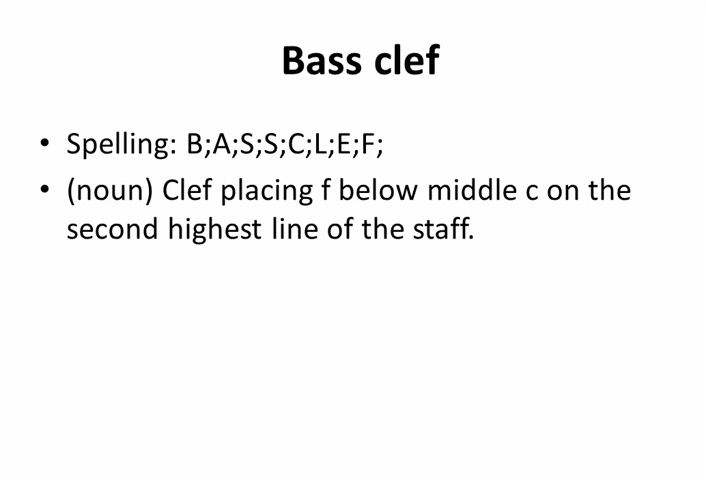 Bass clef
• Spelling: B;A;S;S;C;L;E;F;
• (noun) Clef placing f below middle c on the
second highest line of the staff.